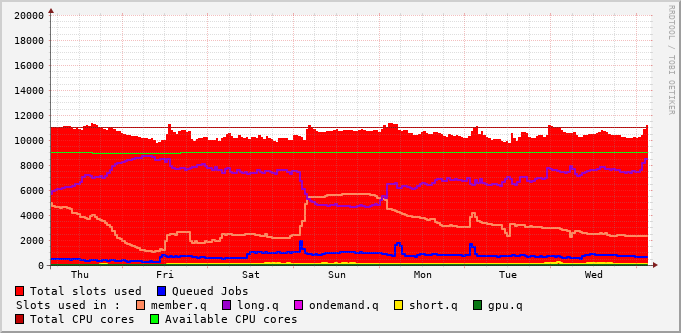 20000
18000
16000
14000
12000
10000
8000
6000
4000
2000
0
Thu Fri Sat Sun Mon Tue Wed
RRDTOOL / TOBI OETIKER
Total slots used Queued Jobs
Slots used in : member.q long.q ondemand.q short.q gpu.q
Total CPU cores Available CPU cores